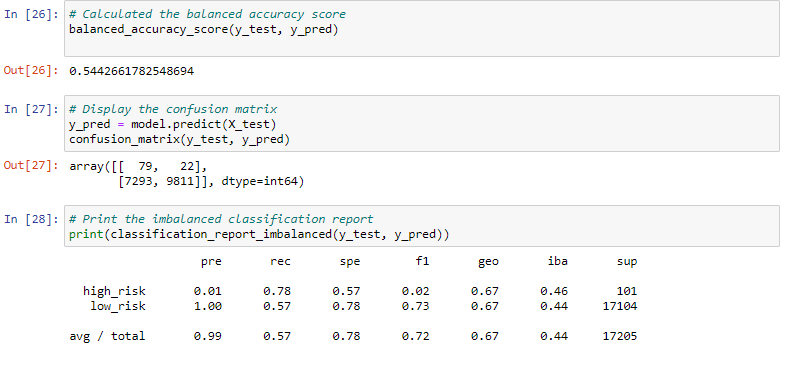 In [26]: # Calculated the balanced accuracy score
balanced_accuracy_score(y_test, y_pred)
Out[26]: 0.5442661782548694
In [27]: # Display the confusion matrix
y_pred = model.predict(X_test)
confusion_matrix(y_test, y_pred)
Out[27]: array([[  79,   22],
       [7293, 9811]], dtype=int64)
In [28]: # Print the imbalanced classification report
print(classification_report_imbalanced(y_test, y_pred))
pre rec spe f1 geo iba sup
high_risk 0.01 0.78 0.57 0.02 0.67 0.46 101
low_risk 1.00 0.57 0.78 0.73 0.67 0.44 17104
avg / total 0.99 0.57 0.78 0.72 0.67 0.44 17205